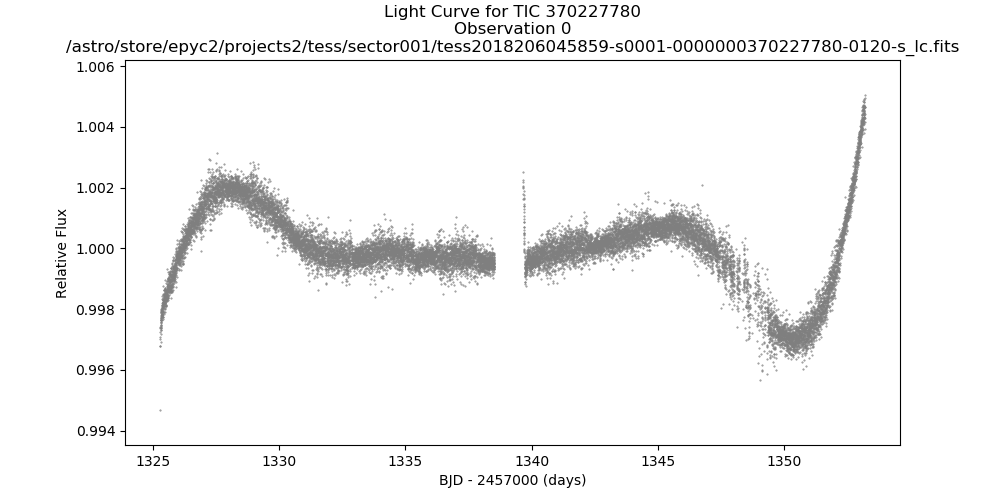 Light Curve for TIC 370227780
Observation 0
/astro/store/epyc2/projects2/tess/sector001/tess2018206045859-s0001-0000000370227780-0120-s_lc.fits
1.006
1.004
1.002
1.000
0.998
0.996
0.994
Relative Flux
1325
1330
1335
1340
1345
1350
BJD - 2457000 (days)